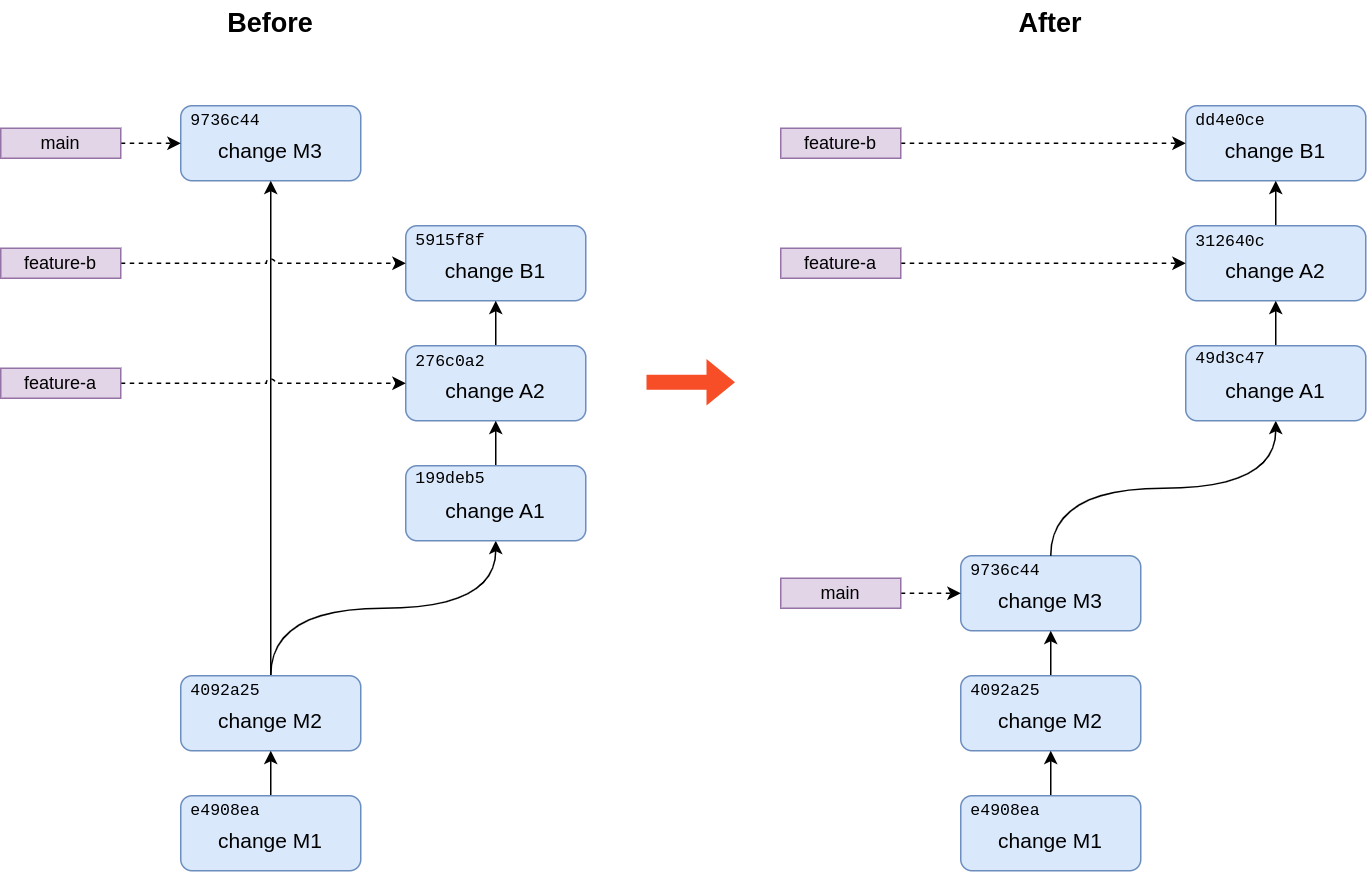 Before
main
9736c44
change M3
feature-b
5915f8f
change B1
feature-a
276c0a2
change A2
199deb5
change A1
4092a25
change M2
e4908ea
change M1
After
feature-b
dd4e0ce
change B1
feature-a
312640c
change A2
49d3c47
change A1
main
9736c44
change M3
4092a25
change M2
e4908ea
change M1